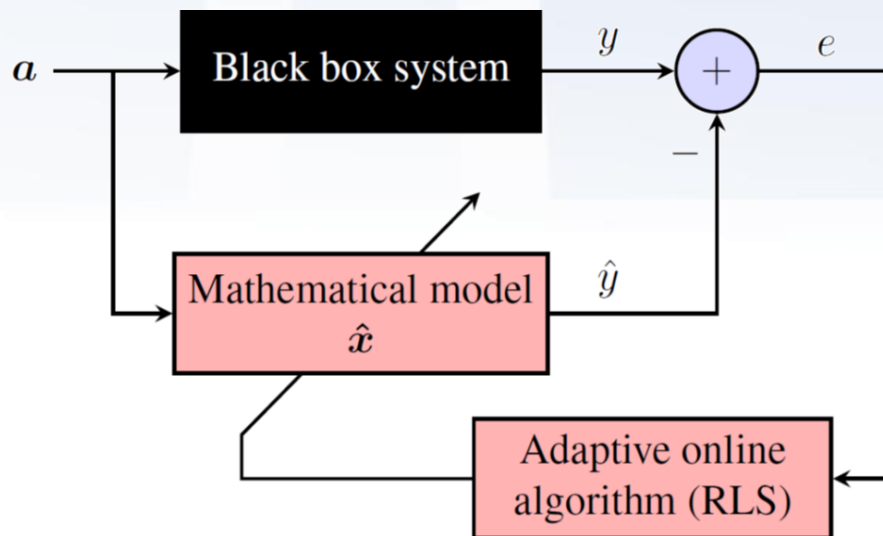 a
Black box system
y
+
e
−
Mathematical model
x̂
ŷ
Adaptive online
algorithm (RLS)